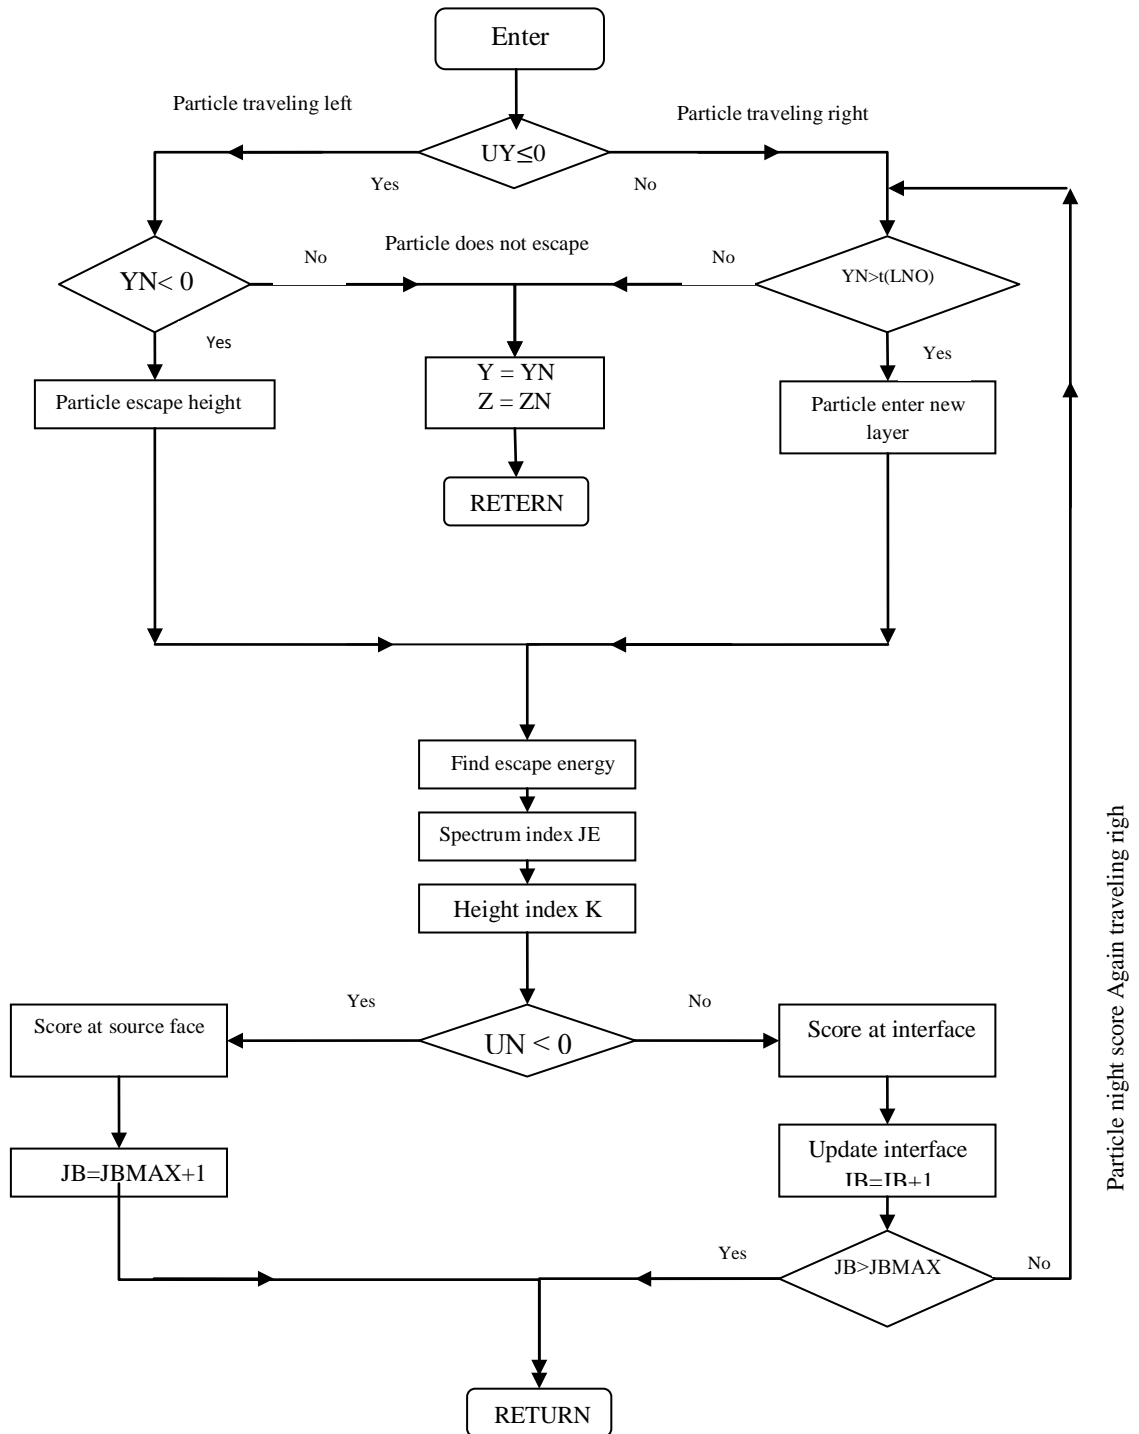 Enter
Particle traveling left
Particle traveling right
UY≤0
Yes
No
Particle does not escape
YN< 0
No
No
YN>t(LNO)
Yes
Yes
Particle escape height
Y = YN
Z = ZN
Particle enter new
layer
RETERN
Find escape energy
Spectrum index JE
Height index K
Yes
No
Score at source face
UN < 0
Score at interface
JB=JBMAX+1
Update interface
JB=JB+1
Yes
JB>JBMAX
No
RETURN
Particle night score Again traveling righ